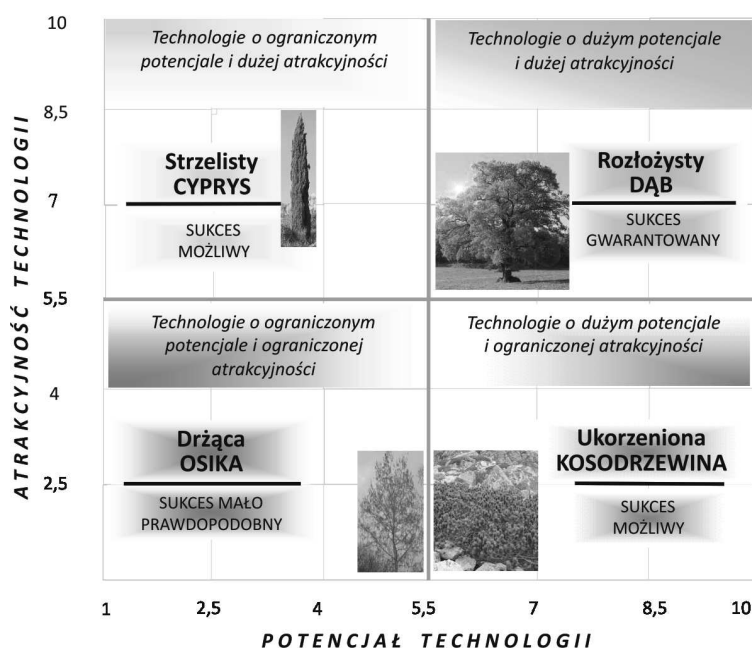 10
Technologie o ograniczonym
potencjale i dużej atrakcyjności
Technologie o dużym potencjale
i dużej atrakcyjności
8,5
Strzelisty
CYPRYS
SUKCES
MOŻLIWY
Rozłożysty
DĄB
SUKCES
GWARANTOWANY
7
5,5
Technologie o ograniczonym
potencjale i ograniczonej
atrakcyjności
Technologie o dużym potencjale
i ograniczonej atrakcyjności
4
Drżąca
OSIKA
SUKCES MAŁO
PRAWDOPODOBNY
Ukorzeniona
KOSODRZEWINA
SUKCES
MOŻLIWY
2,5
ATRAKCYJNOŚĆ TECHNOLOGII
1 2,5 4 5,5 7 8,5 10
POTENCJAŁ TECHNOLOGII